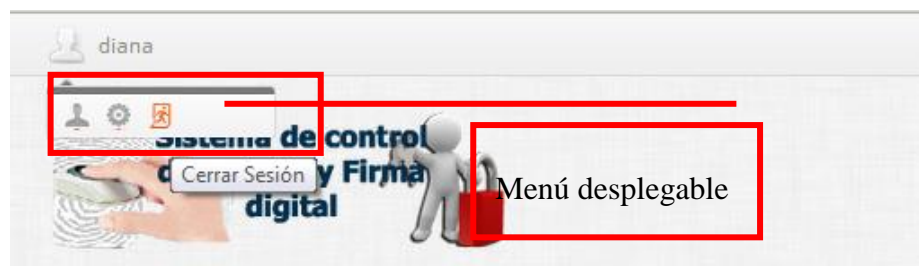 diana
Sistema de control
d y Firma
digital
Cerrar Sesión
Menú desplegable